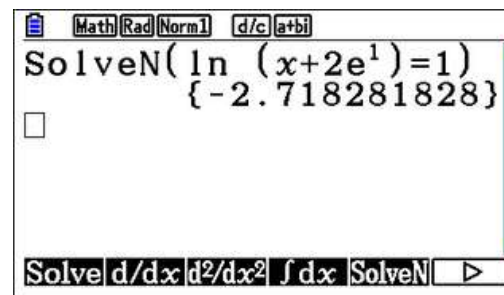 Math Rad Norm1 d/c a+bi
SolveN(ln (x+2e¹)=1)
{-2.718281828}
Solve d/dx d²/dx² ∫dx SolveN ▷